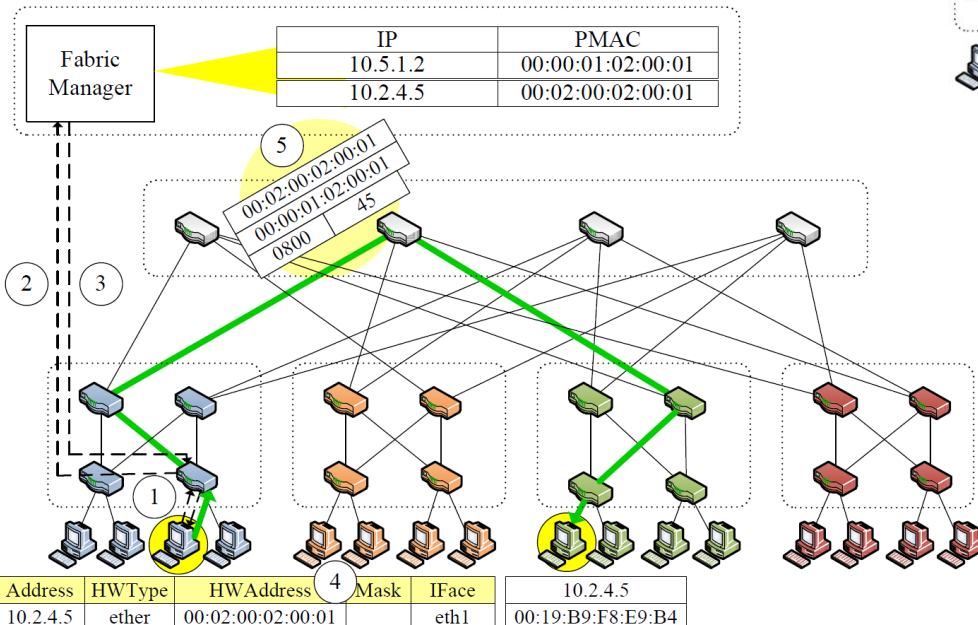 Fabric
Manager
IP PMAC
10.5.1.2 00:00:01:02:00:01
10.2.4.5 00:02:00:02:00:01
5
00:02:00:02:00:01
00:00:01:02:00:01
0800 45
2
3
1
4
Address HWType HWAddress Mask IFace
10.2.4.5 ether 00:02:00:02:00:01 eth1
10.2.4.5
00:19:B9:F8:E9:B4